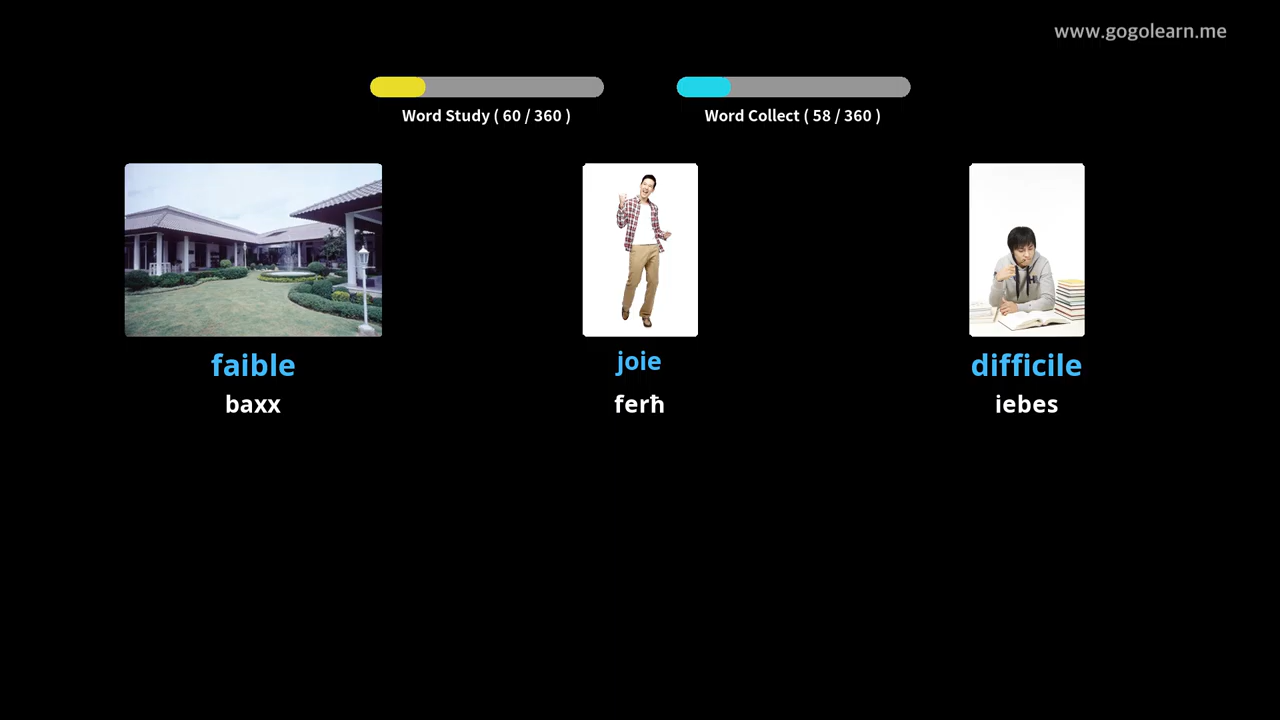 www.gogolearn.me
Word Study ( 60 / 360 )
Word Collect ( 58 / 360 )
faible
joie
difficile
baxx
ferħ
iebes